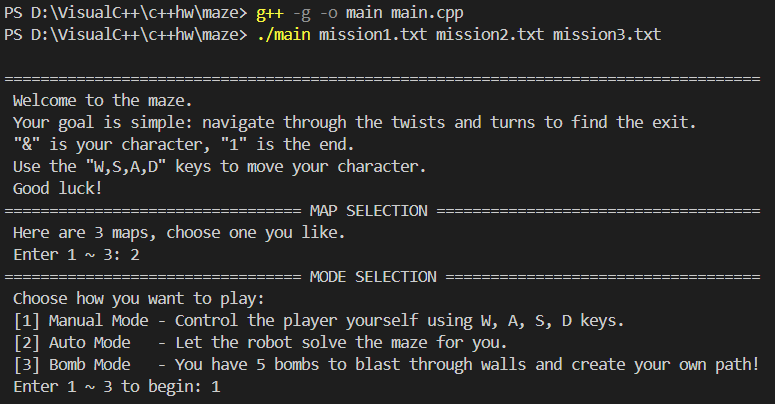 PS D:\VisualC++\c++hw\maze> g++ -g -o main main.cpp
PS D:\VisualC++\c++hw\maze> ./main mission1.txt mission2.txt mission3.txt
====================================================================================
Welcome to the maze.
Your goal is simple: navigate through the twists and turns to find the exit.
"&" is your character, "1" is the end.
Use the "W,S,A,D" keys to move your character.
Good luck!
================================= MAP SELECTION ====================================
Here are 3 maps, choose one you like.
Enter 1 ~ 3: 2
================================= MODE SELECTION ===================================
Choose how you want to play:
[1] Manual Mode - Control the player yourself using W, A, S, D keys.
[2] Auto Mode   - Let the robot solve the maze for you.
[3] Bomb Mode   - You have 5 bombs to blast through walls and create your own path!
Enter 1 ~ 3 to begin: 1